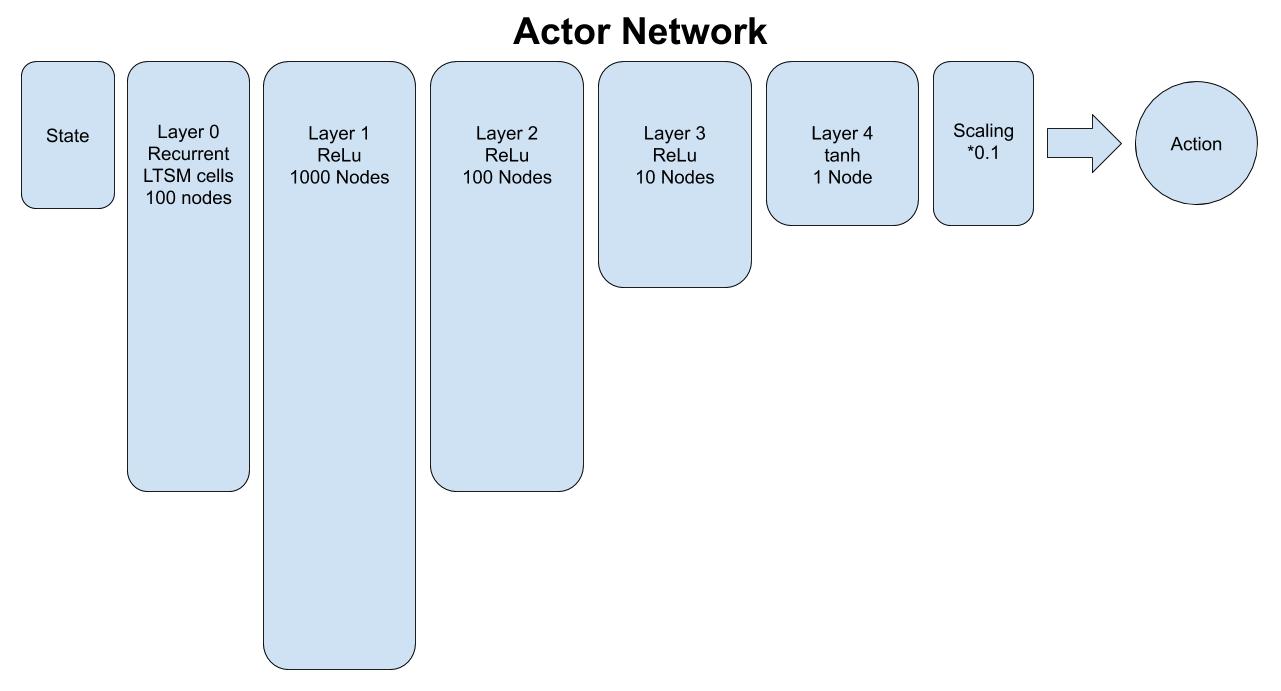 Actor Network
State
Layer 0
Recurrent
LTSM cells
100 nodes
Layer 1
ReLu
1000 Nodes
Layer 2
ReLu
100 Nodes
Layer 3
ReLu
10 Nodes
Layer 4
tanh
1 Node
Scaling
*0.1
Action